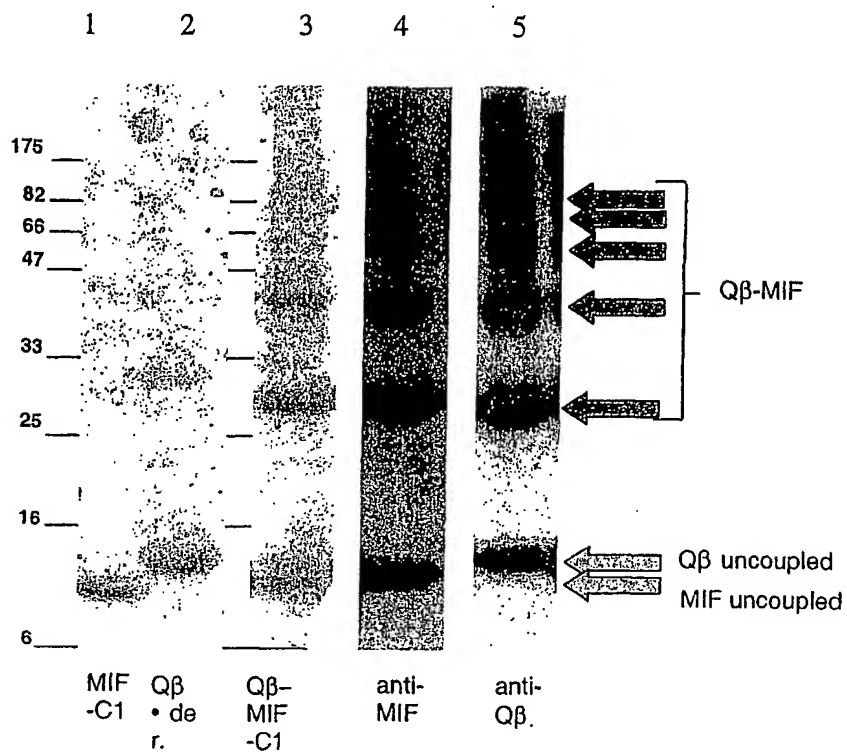 1 2 3 4 5
175
82
66
47
33
25
16
6
Qβ-MIF
Qβ uncoupled
MIF uncoupled
MIF Qβ Qβ– anti- anti-
-C1 • de MIF MIF Qβ.
r. -C1